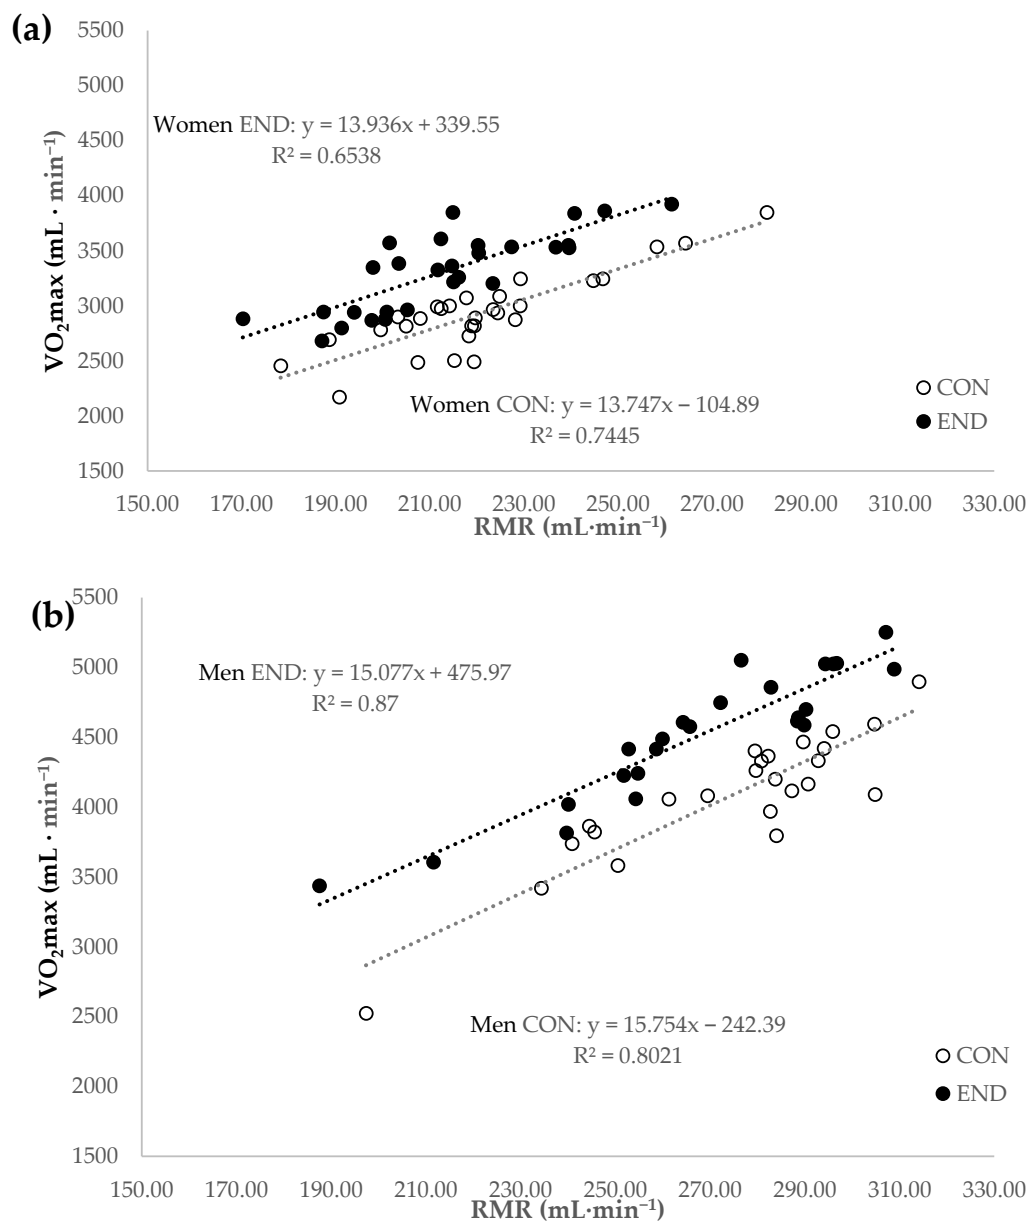 (a)
5500
5000
4500
4000
3500
3000
2500
2000
1500
VO₂max (mL · min⁻¹)
Women END: y = 13.936x + 339.55
R² = 0.6538
Women CON: y = 13.747x − 104.89
R² = 0.7445
CON
END
150.00 170.00 190.00 210.00 230.00 250.00 270.00 290.00 310.00 330.00
RMR (mL·min⁻¹)
(b)
5500
5000
4500
4000
3500
3000
2500
2000
1500
VO₂max (mL · min⁻¹)
Men END: y = 15.077x + 475.97
R² = 0.87
Men CON: y = 15.754x − 242.39
R² = 0.8021
CON
END
150.00 170.00 190.00 210.00 230.00 250.00 270.00 290.00 310.00 330.00
RMR (mL·min⁻¹)